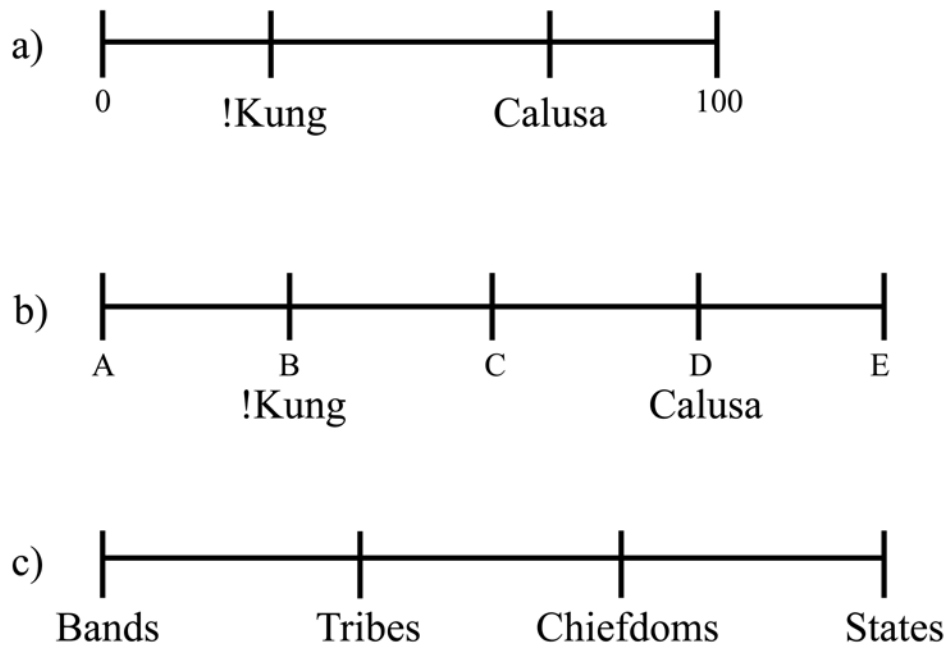 a)
0 !Kung Calusa 100
b)
A B C D E
!Kung Calusa
c)
Bands Tribes Chiefdoms States